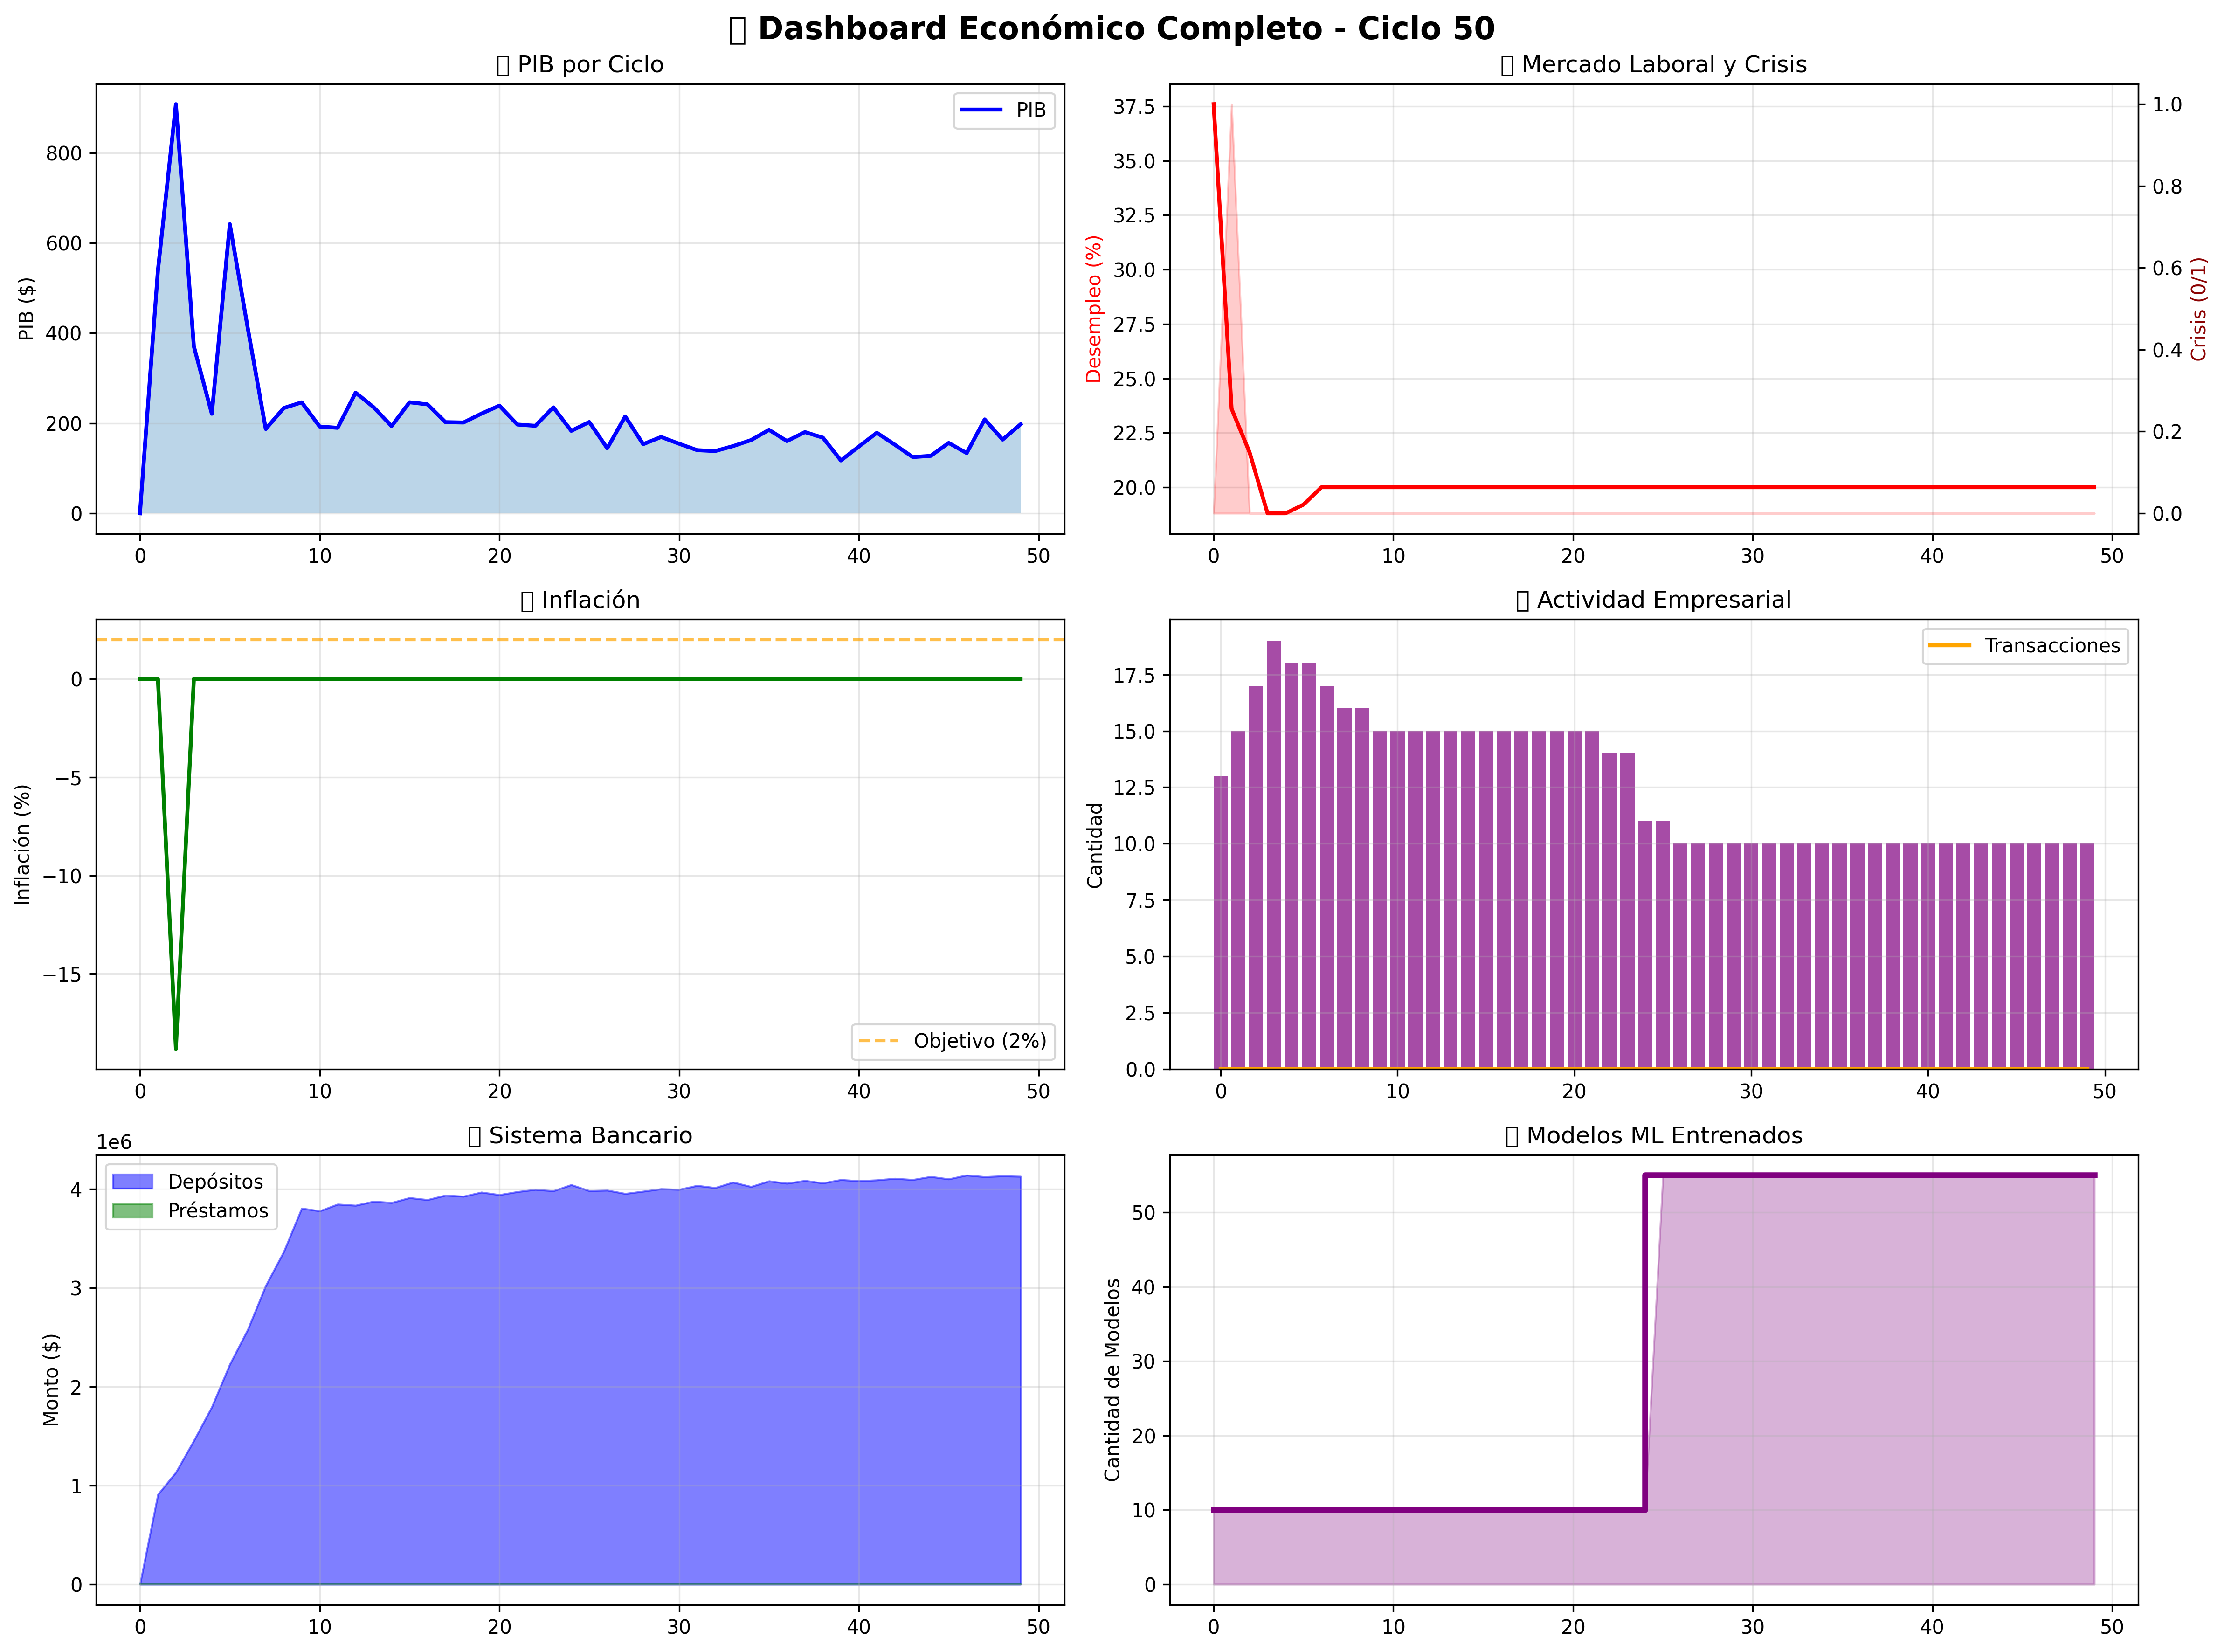 Dashboard Económico Completo - Ciclo 50
PIB por Ciclo
PIB ($)
800
600
400
200
0
0 10 20 30 40 50
PIB
Mercado Laboral y Crisis
Desempleo (%)
37.5
35.0
32.5
30.0
27.5
25.0
22.5
20.0
0 10 20 30 40 50
1.0
0.8
0.6
0.4
0.2
0.0
Crisis (0/1)
Inflación
Inflación (%)
0
−5
−10
−15
0 10 20 30 40 50
Objetivo (2%)
Actividad Empresarial
Cantidad
17.5
15.0
12.5
10.0
7.5
5.0
2.5
0.0
0 10 20 30 40 50
Transacciones
Sistema Bancario
1e6
Monto ($)
4
3
2
1
0
0 10 20 30 40 50
Depósitos
Préstamos
Modelos ML Entrenados
Cantidad de Modelos
50
40
30
20
10
0
0 10 20 30 40 50